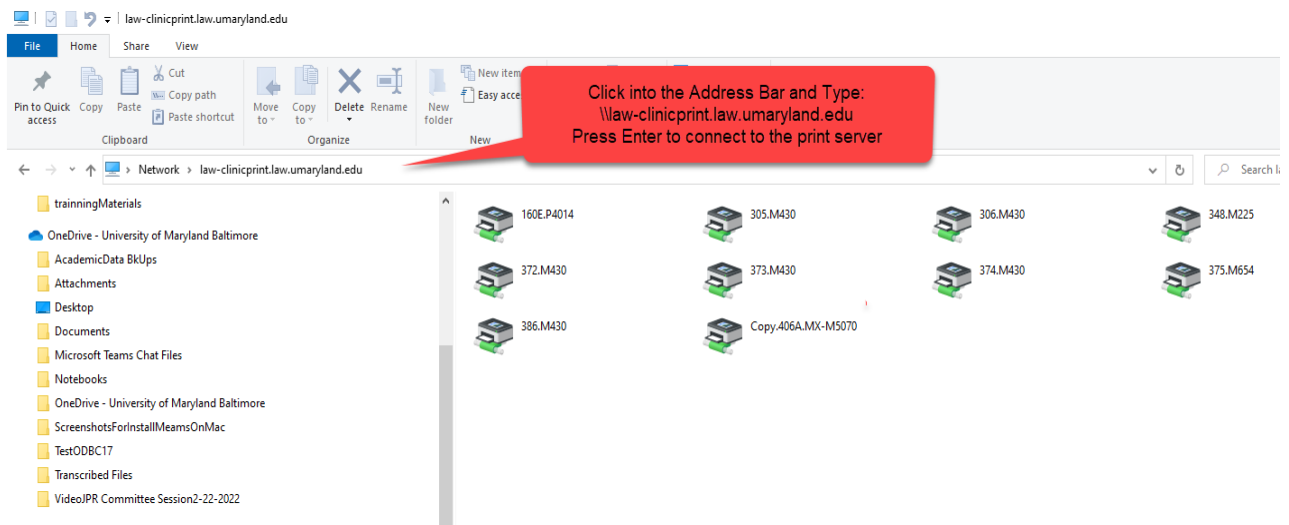 law-clinicprint.law.umaryland.edu
File Home Share View
Pin to Quick access
Copy
Paste
Cut
Copy path
Paste shortcut
Clipboard
Move to
Copy to
Delete
Rename
Organize
New folder
New item
Easy acce
New
Click into the Address Bar and Type:
\\law-clinicprint.law.umaryland.edu
Press Enter to connect to the print server
Network > law-clinicprint.law.umaryland.edu
Search
trainningMaterials
OneDrive - University of Maryland Baltimore
AcademicData BkUps
Attachments
Desktop
Documents
Microsoft Teams Chat Files
Notebooks
OneDrive - University of Maryland Baltimore
ScreenshotsForInstallMeamsOnMac
TestODBC17
Transcribed Files
VideoJPR Committee Session2-22-2022
160E.P4014 305.M430 306.M430 348.M225
372.M430 373.M430 374.M430 375.M654
386.M430 Copy.406A.MX-M5070